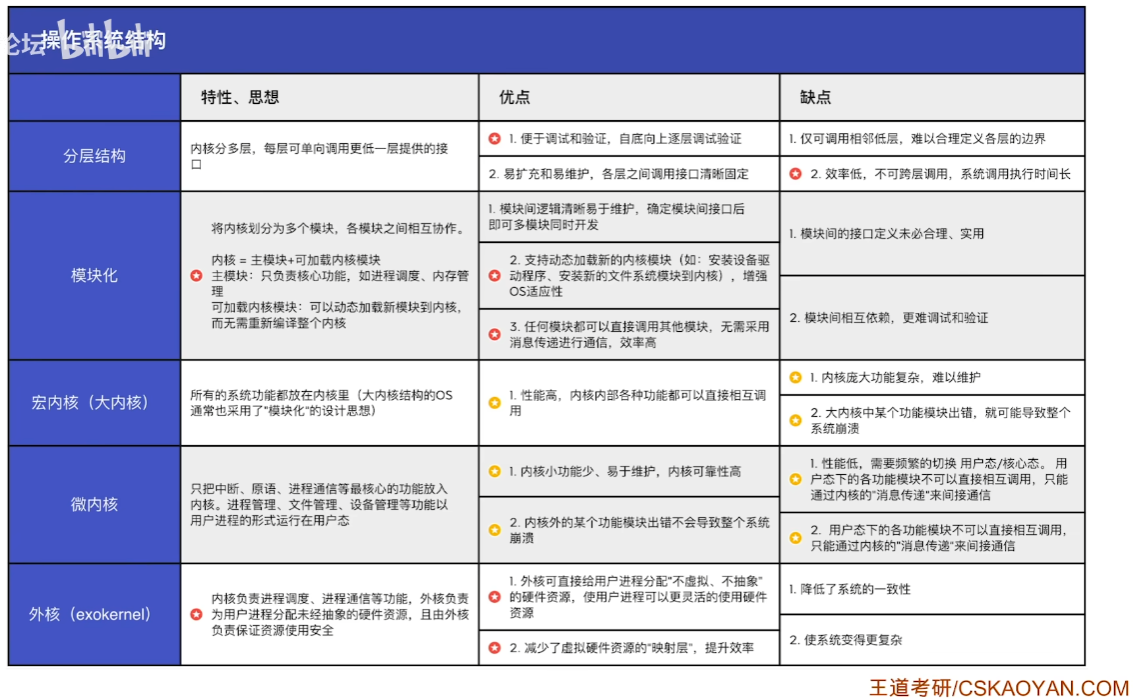 论坛 bilibili
操作系统结构
特性、思想
优点
缺点
分层结构
内核分多层，每层可单向调用更低一层提供的接
口
1. 便于调试和验证，自底向上逐层调试验证
2. 易扩充和易维护，各层之间调用接口清晰固定
1. 仅可调用相邻低层，难以合理定义各层的边界
2. 效率低，不可跨层调用，系统调用执行时间长
模块化
将内核划分为多个模块，各模块之间相互协作。
内核 = 主模块+可加载内核模块
主模块：只负责核心功能，如进程调度、内存管
理
可加载内核模块：可以动态加载新模块到内核，
而无需重新编译整个内核
1. 模块间逻辑清晰易于维护，确定模块间接口后
即可多模块同时开发
2. 支持动态加载新的内核模块（如：安装设备驱
动程序、安装新的文件系统模块到内核），增强
OS适应性
3. 任何模块都可以直接调用其他模块，无需采用
消息传递进行通信，效率高
1. 模块间的接口定义未必合理、实用
2. 模块间相互依赖，更难调试和验证
宏内核（大内核）
所有的系统功能都放在内核里（大内核结构的OS
通常也采用了"模块化"的设计思想）
1. 性能高，内核内部各种功能都可以直接相互调
用
1. 内核庞大功能复杂，难以维护
2. 大内核中某个功能模块出错，就可能导致整个
系统崩溃
微内核
只把中断、原语、进程通信等最核心的功能放入
内核。进程管理、文件管理、设备管理等功能以
用户进程的形式运行在用户态
1. 内核小功能少、易于维护，内核可靠性高
2. 内核外的某个功能模块出错不会导致整个系统
崩溃
1. 性能低，需要频繁的切换 用户态/核心态。 用
户态下的各功能模块不可以直接相互调用，只能
通过内核的"消息传递"来间接通信
2. 用户态下的各功能模块不可以直接相互调用，
只能通过内核的"消息传递"来间接通信
外核（exokernel）
内核负责进程调度、进程通信等功能，外核负责
为用户进程分配未经抽象的硬件资源，且由外核
负责保证资源使用安全
1. 外核可直接给用户进程分配"不虚拟、不抽象"
的硬件资源，使用户进程可以更灵活的使用硬件
资源
2. 减少了虚拟硬件资源的"映射层"，提升效率
1. 降低了系统的一致性
2. 使系统变得更复杂
王道考研/CSKAOYAN.COM